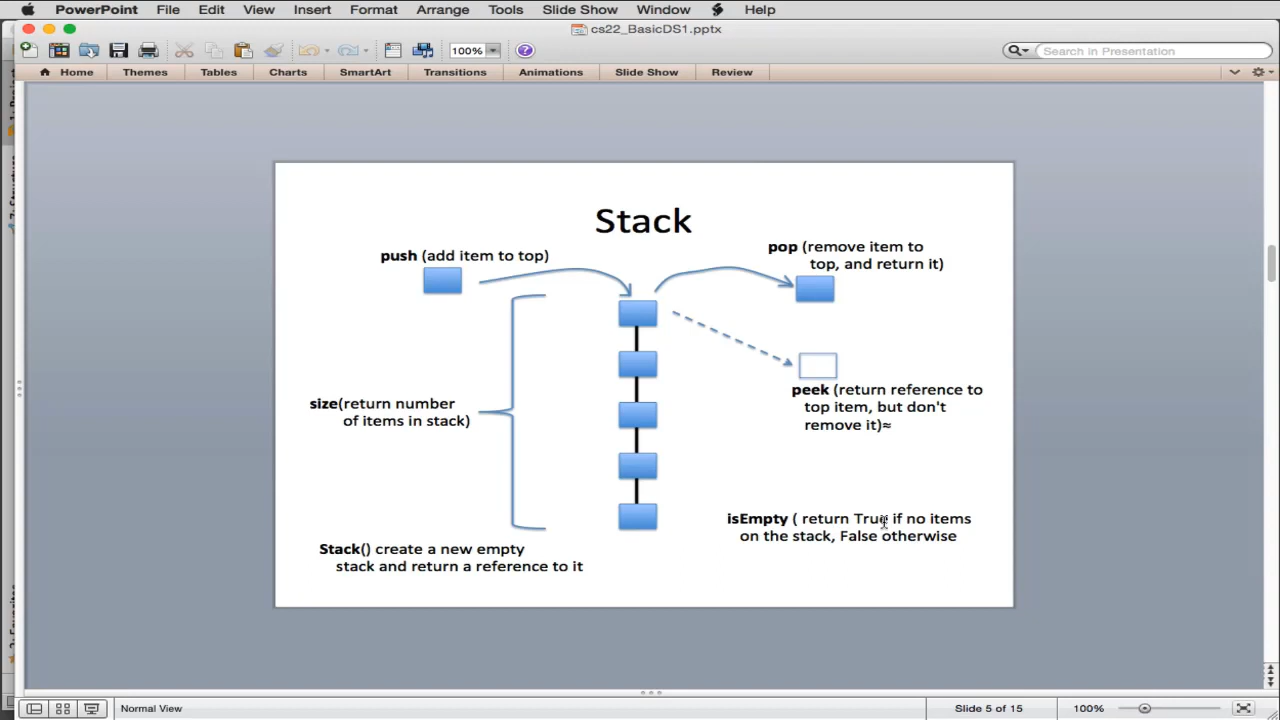 PowerPoint File Edit View Insert Format Arrange Tools Slide Show Window Help
cs22_BasicDS1.pptx
100% Search in Presentation
Home Themes Tables Charts SmartArt Transitions Animations Slide Show Review
Stack
push (add item to top)
pop (remove item to
top, and return it)
size(return number
of items in stack)
peek (return reference to
top item, but don't
remove it)≈
isEmpty ( return True if no items
on the stack, False otherwise
Stack() create a new empty
stack and return a reference to it
Normal View Slide 5 of 15 100%